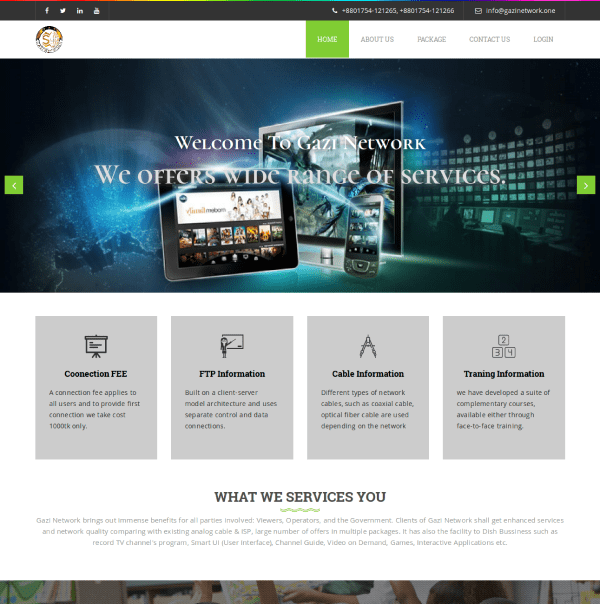 +8801754-121265, +8801754-121266
info@gazinetwork.one
HOME
ABOUT US
PACKAGE
CONTACT US
LOGIN
Welcome To Gazi Network
We offers wide range of services.
Coonection FEE
A connection fee applies to
all users and to provide first
connection we take cost
1000tk only.
FTP Information
Built on a client-server
model architecture and uses
separate control and data
connections.
Cable Information
Different types of network
cables, such as coaxial cable,
optical fiber cable are used
depending on the network
Traning Information
we have developed a suite of
complementary courses,
available either through
face-to-face training.
WHAT WE SERVICES YOU
Gazi Network brings out immense benefits for all parties involved: Viewers, Operators, and the Government. Clients of Gazi Network shall get enhanced services
and network quality comparing with existing analog cable & ISP, large number of offers in multiple packages. It has also the facility to Dish Bussiness such as
record TV channel's program, Smart UI (User Interface), Channel Guide, Video on Demand, Games, Interactive Applications etc.